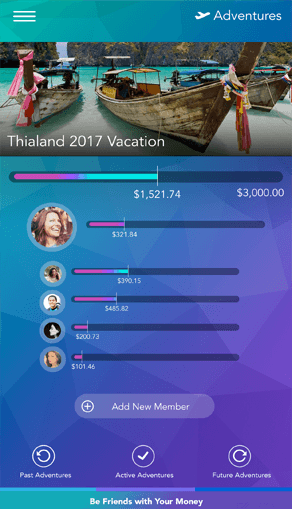 Adventures
Thialand 2017 Vacation
$1,521.74
$3,000.00
$321.84
$390.15
$485.82
$200.73
$101.46
Add New Member
Past Adventures
Active Adventures
Future Adventures
Be Friends with Your Money